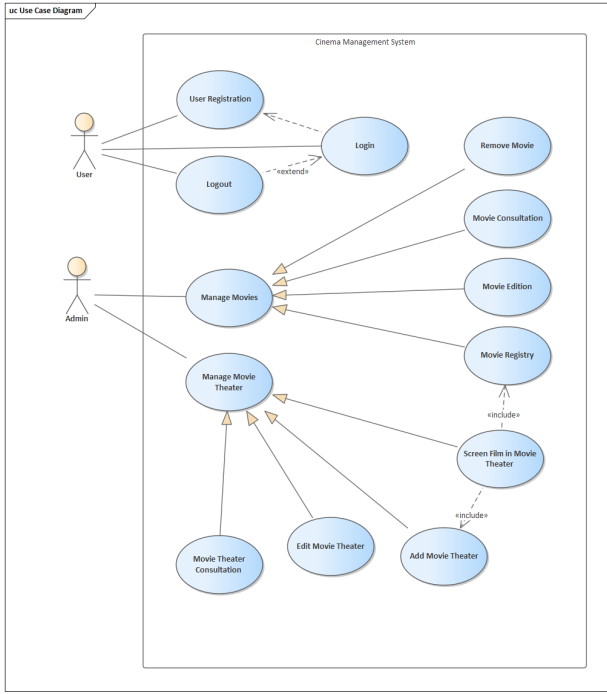 uc Use Case Diagram
Cinema Management System
User Registration
Login
Remove Movie
User
Logout
«extend»
Movie Consultation
Admin
Manage Movies
Movie Edition
Movie Registry
Manage Movie
Theater
«include»
Screen Film in Movie
Theater
«include»
Movie Theater
Consultation
Edit Movie Theater
Add Movie Theater